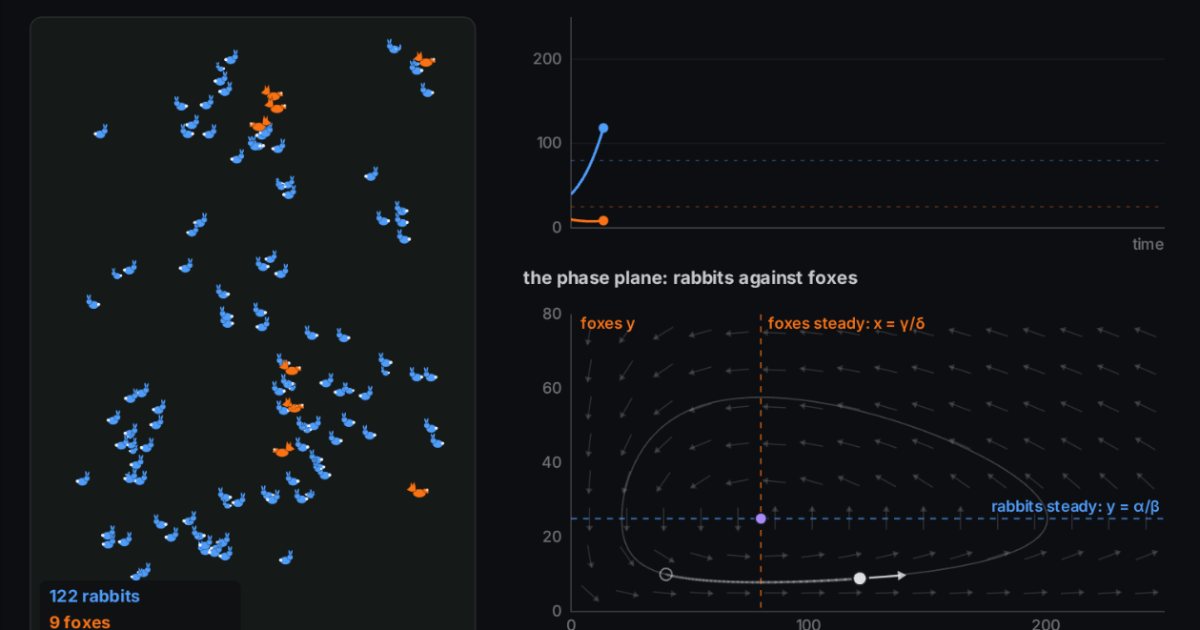 122 rabbits
9 foxes
200
100
0
time
the phase plane: rabbits against foxes
80
foxes y
foxes steady: x = γ/δ
60
40
rabbits steady: y = α/β
20
0
0
100
200